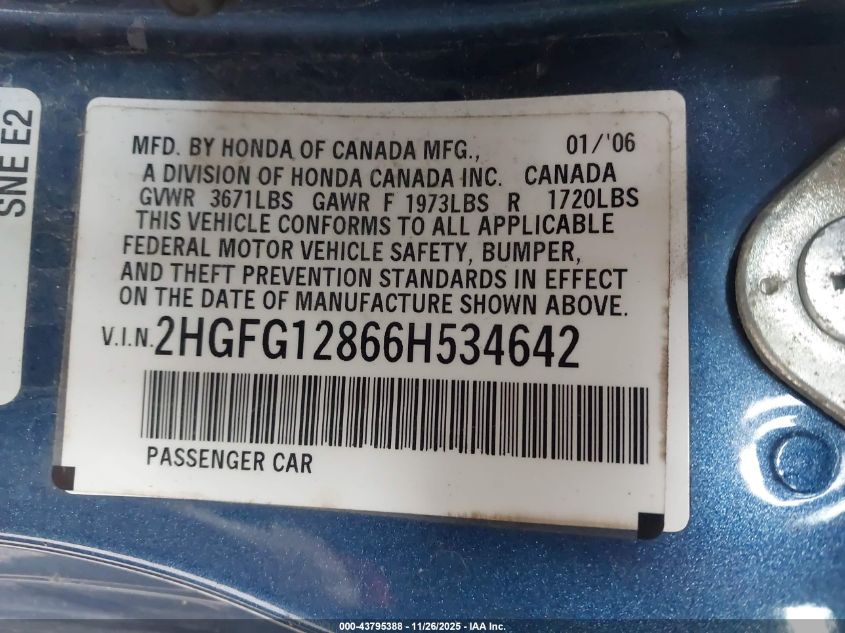 SNE E2
MFD. BY HONDA OF CANADA MFG., 01/'06
A DIVISION OF HONDA CANADA INC. CANADA
GVWR 3671LBS GAWR F 1973LBS R 1720LBS
THIS VEHICLE CONFORMS TO ALL APPLICABLE
FEDERAL MOTOR VEHICLE SAFETY, BUMPER,
AND THEFT PREVENTION STANDARDS IN EFFECT
ON THE DATE OF MANUFACTURE SHOWN ABOVE.
V.I.N. 2HGFG12866H534642
PASSENGER CAR
000-43795388 - 11/26/2025 - IAA Inc.